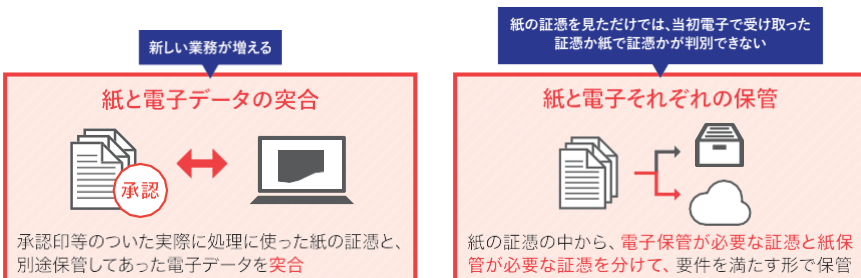 新しい業務が増える
紙と電子データの突合
承認
承認印等のついた実際に処理に使った紙の証憑と、
別途保管してあった電子データを突合
紙の証憑を見ただけでは、当初電子で受け取った
証憑か紙で証憑かが判別できない
紙と電子それぞれの保管
紙の証憑の中から、電子保管が必要な証憑と紙保
管が必要な証憑を分けて、要件を満たす形で保管